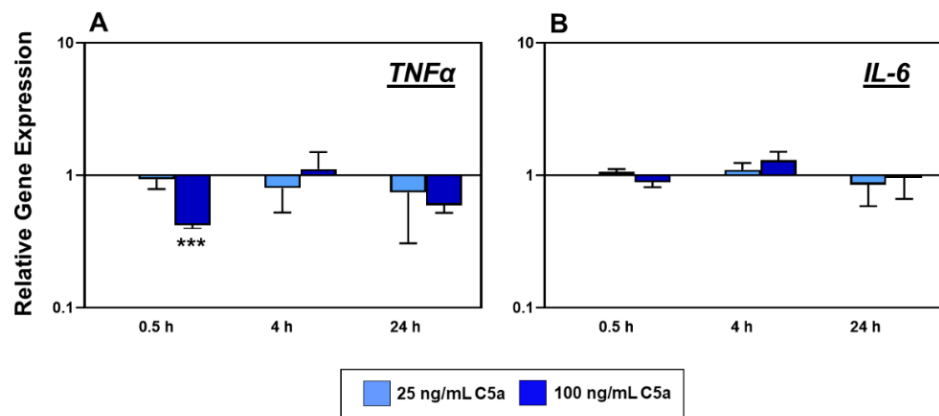 A
B
Relative Gene Expression
10
TNFα
1
***
0.1
0.5 h 4 h 24 h
10
IL-6
1
0.1
0.5 h 4 h 24 h
25 ng/mL C5a 100 ng/mL C5a